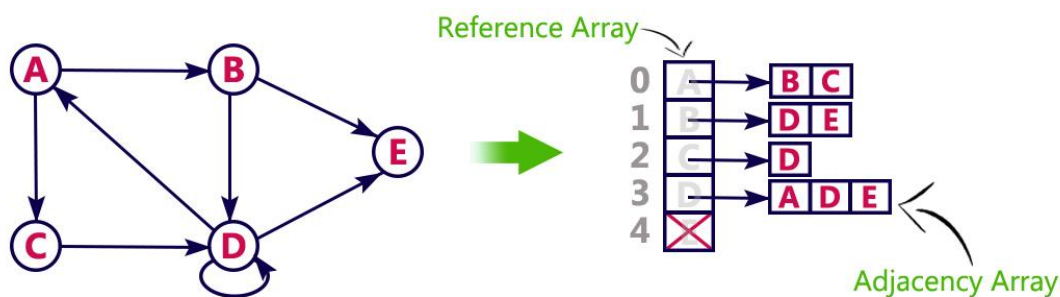 Reference Array
A
B
E
C
D
0 A B C
1 B D E
2 C D
3 D A D E
4 E
Adjacency Array